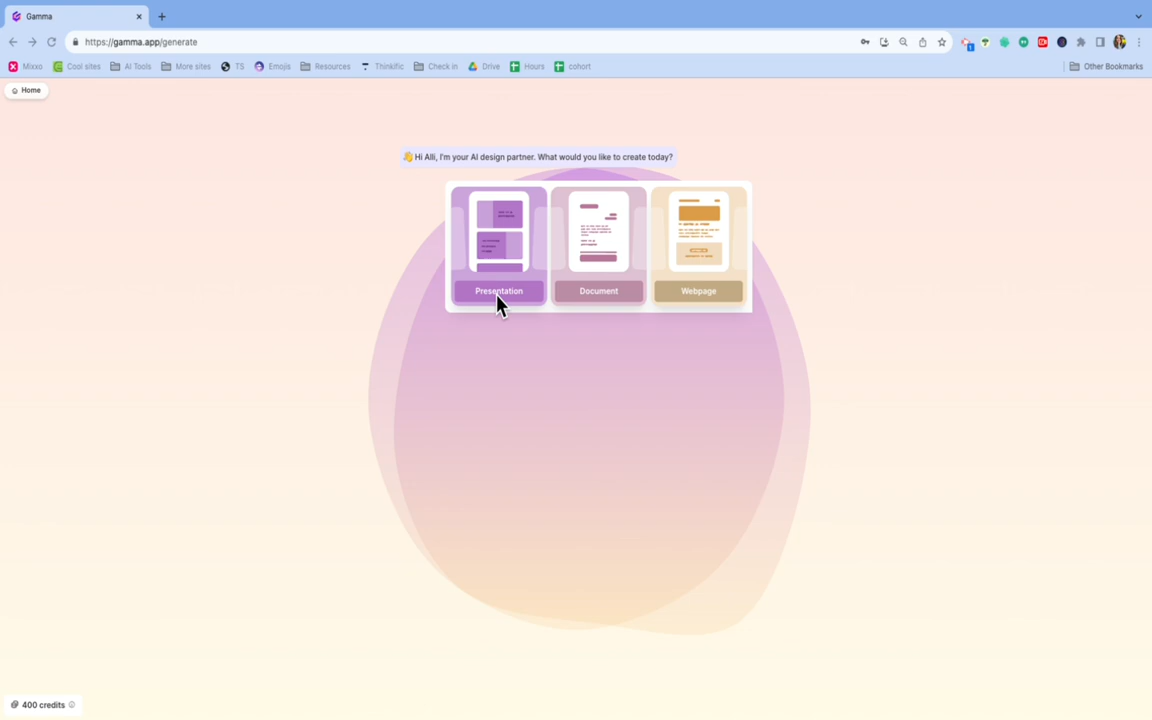 Gamma
https://gamma.app/generate
Mixxo
Cool sites
AI Tools
More sites
TS
Emojis
Resources
Thinkific
Check in
Drive
Hours
cohort
Other Bookmarks
Home
👋 Hi Alli, I'm your AI design partner. What would you like to create today?
Presentation
Document
Webpage
400 credits